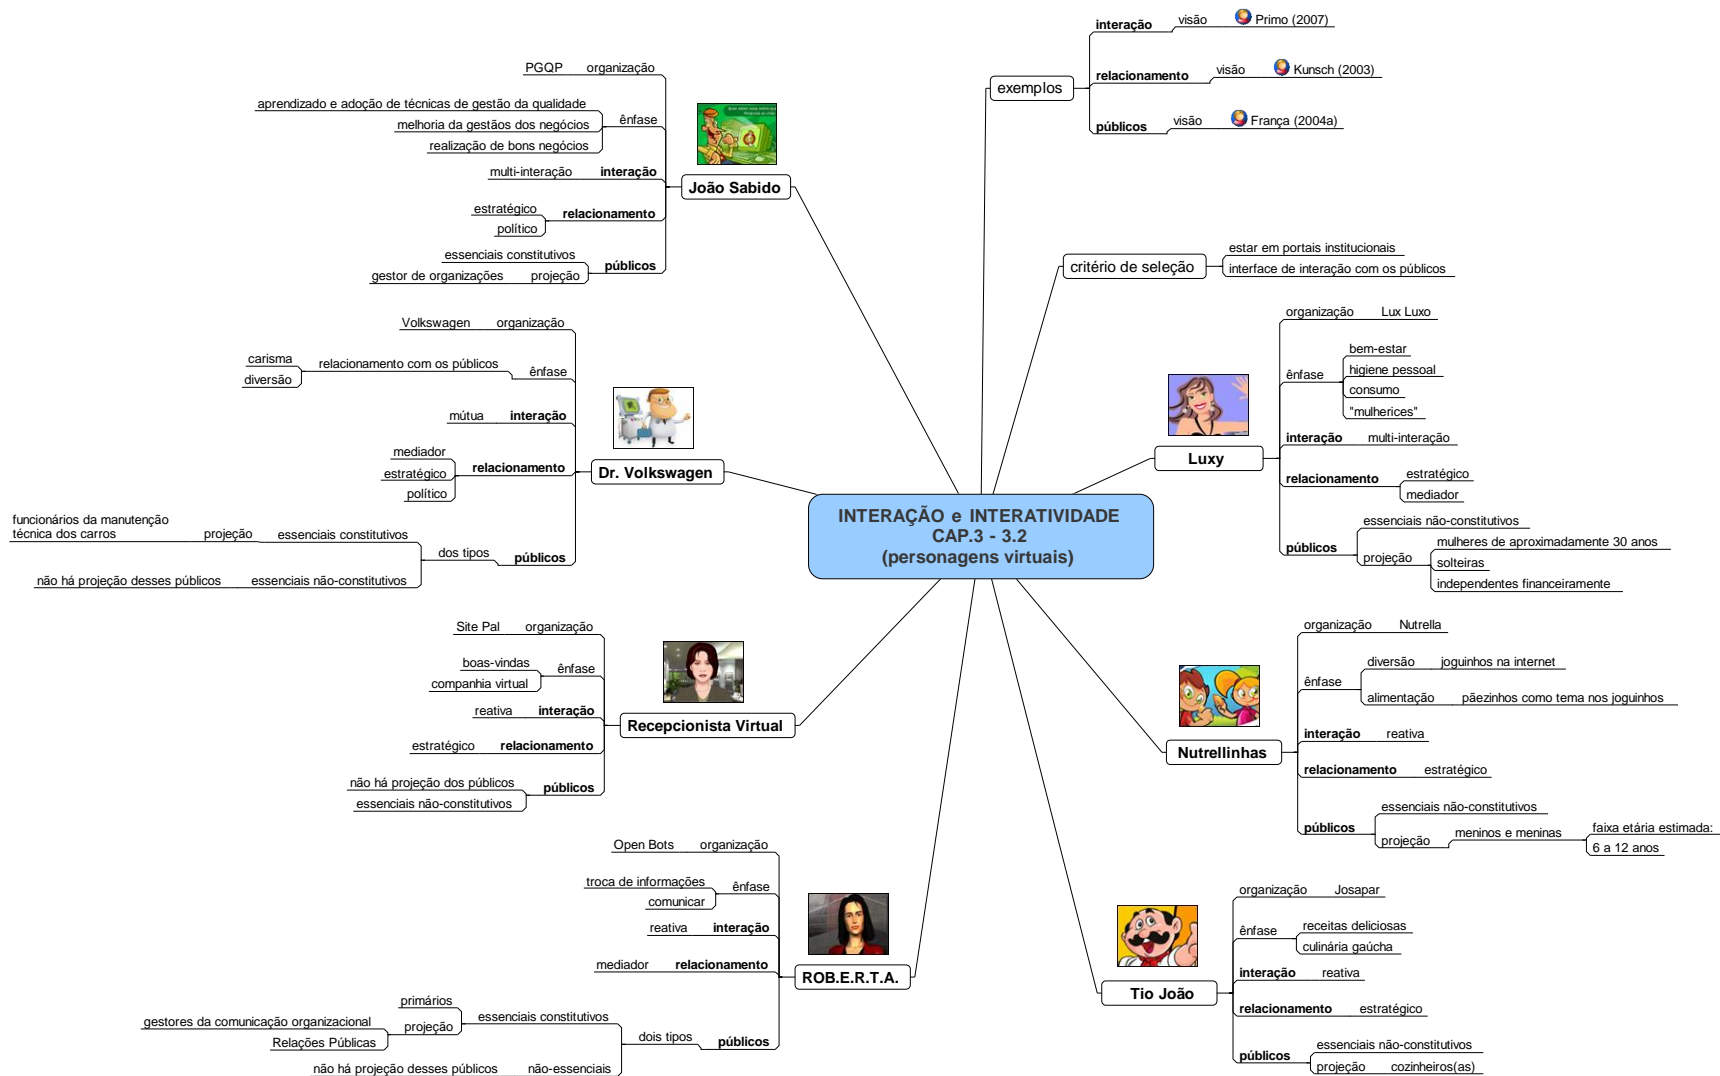 INTERAÇÃO e INTERATIVIDADE
CAP.3 - 3.2
(personagens virtuais)
exemplos
interação visão Primo (2007)
relacionamento visão Kunsch (2003)
públicos visão França (2004a)
critério de seleção
estar em portais institucionais
interface de interação com os públicos
Luxy
organização Lux Luxo
ênfase
bem-estar
higiene pessoal
consumo
"mulherices"
interação multi-interação
relacionamento
estratégico
mediador
públicos
essenciais não-constitutivos
projeção
mulheres de aproximadamente 30 anos
solteiras
independentes financeiramente
Nutrellinhas
organização Nutrella
ênfase
diversão joguinhos na internet
alimentação pãezinhos como tema nos joguinhos
interação reativa
relacionamento estratégico
públicos
essenciais não-constitutivos
projeção meninos e meninas
faixa etária estimada:
6 a 12 anos
Tio João
organização Josapar
ênfase
receitas deliciosas
culinária gaúcha
interação reativa
relacionamento estratégico
públicos
essenciais não-constitutivos
projeção cozinheiros(as)
João Sabido
PGQP organização
aprendizado e adoção de técnicas de gestão da qualidade
melhoria da gestãos dos negócios
realização de bons negócios
ênfase
multi-interação interação
estratégico
político
relacionamento
essenciais constitutivos
gestor de organizações projeção
públicos
Dr. Volkswagen
Volkswagen organização
carisma
diversão
relacionamento com os públicos
ênfase
mútua interação
mediador
estratégico
político
relacionamento
funcionários da manutenção
técnica dos carros
projeção essenciais constitutivos
não há projeção desses públicos essenciais não-constitutivos
dos tipos públicos
Recepcionista Virtual
Site Pal organização
boas-vindas
companhia virtual
ênfase
reativa interação
estratégico relacionamento
não há projeção dos públicos
essenciais não-constitutivos
públicos
ROB.E.R.T.A.
Open Bots organização
troca de informações
comunicar
ênfase
reativa interação
mediador relacionamento
primários
gestores da comunicação organizacional
Relações Públicas
projeção
essenciais constitutivos
não há projeção desses públicos não-essenciais
dois tipos públicos